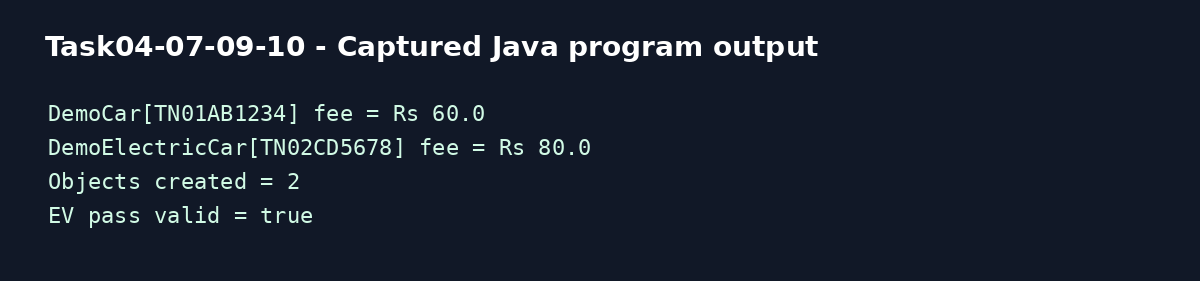 Task04-07-09-10 - Captured Java program output
DemoCar[TN01AB1234] fee = Rs 60.0
DemoElectricCar[TN02CD5678] fee = Rs 80.0
Objects created = 2
EV pass valid = true